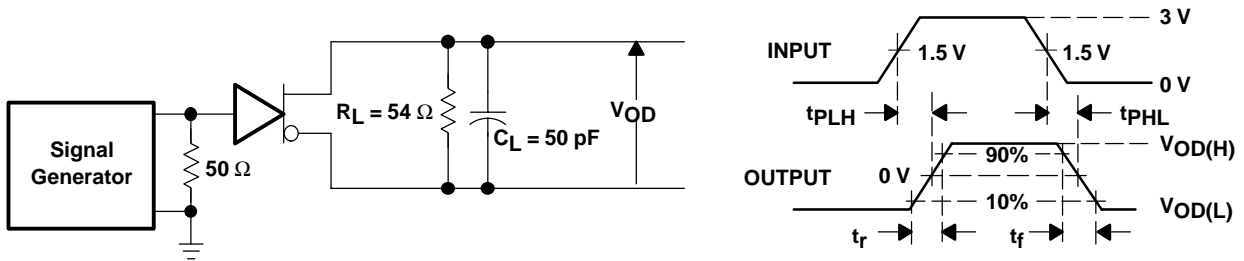 Signal
Generator
50 Ω
RL = 54 Ω
CL = 50 pF
VOD
INPUT
3 V
1.5 V
1.5 V
0 V
tPLH
tPHL
OUTPUT
0 V
90%
10%
VOD(H)
VOD(L)
tr
tf